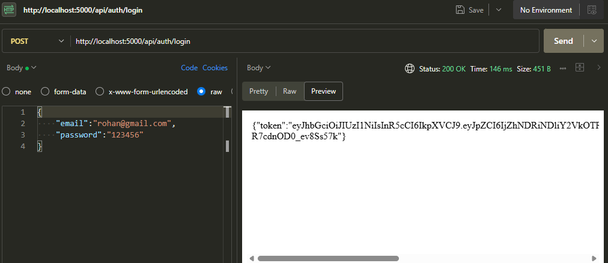 http://localhost:5000/api/auth/login
Save
No Environment
POST
http://localhost:5000/api/auth/login
Send
Body
Code
Cookies
none
form-data
x-www-form-urlencoded
raw
1 {
2 "email":"rohan@gmail.com",
3 "password":"123456"
4 }
Body
Status: 200 OK Time: 146 ms Size: 451 B
Pretty
Raw
Preview
{"token":"eyJhbGciOiJIUzI1NiIsInR5cCI6IkpXVCJ9.eyJpZCI6IjZhNDRiNDliY2VkOTF
R7cdnOD0_ev8Ss57k"}